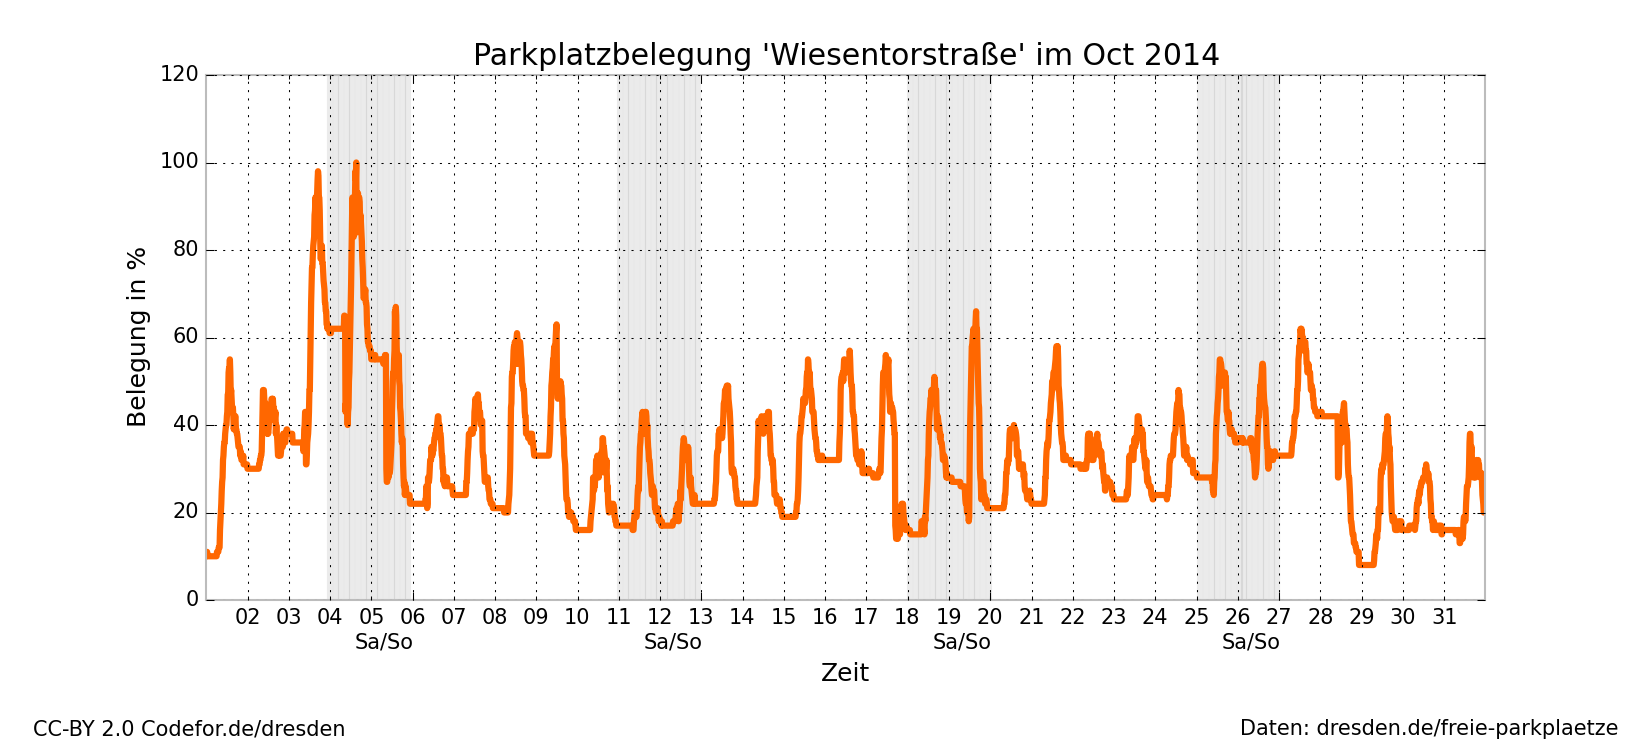 Parkplatzbelegung 'Wiesentorstraße' im Oct 2014
120
100
80
60
40
20
0
Belegung in %
02 03 04 05 06 07 08 09 10 11 12 13 14 15 16 17 18 19 20 21 22 23 24 25 26 27 28 29 30 31
Sa/So Sa/So Sa/So Sa/So
Zeit
CC-BY 2.0 Codefor.de/dresden
Daten: dresden.de/freie-parkplaetze